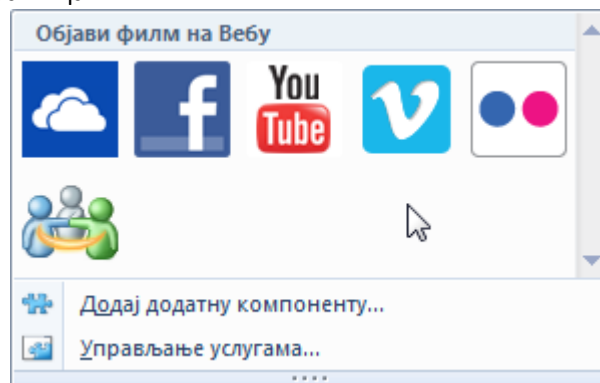 Објави филм на Вебу
f
You
Tube
v
Додај додатну компоненту...
Управљање услугама...